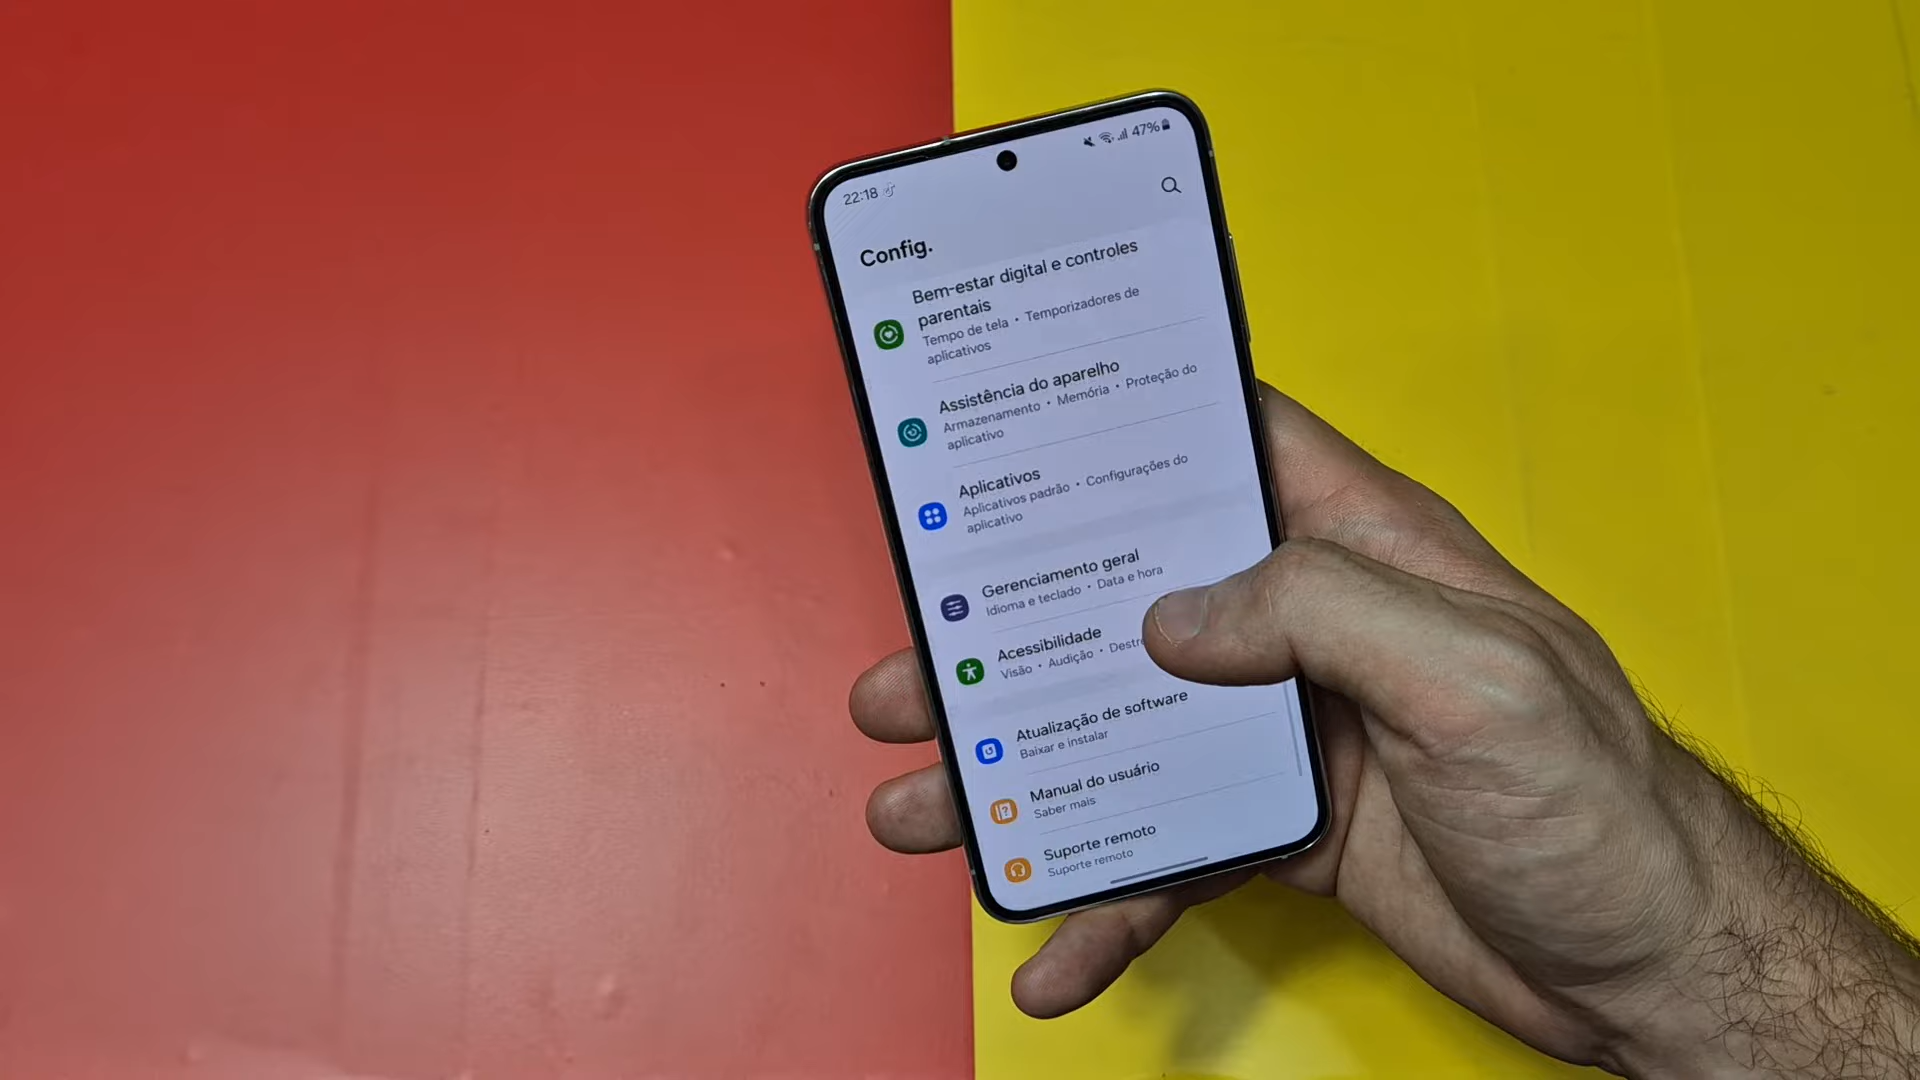 22:18
47%
Config.
Bem-estar digital e controles
parentais
Tempo de tela • Temporizadores de
aplicativos
Assistência do aparelho
Armazenamento • Memória • Proteção do
aplicativo
Aplicativos
Aplicativos padrão • Configurações do
aplicativo
Gerenciamento geral
Idioma e teclado • Data e hora
Acessibilidade
Visão • Audição • Destre
Atualização de software
Baixar e instalar
Manual do usuário
Saber mais
Suporte remoto
Suporte remoto